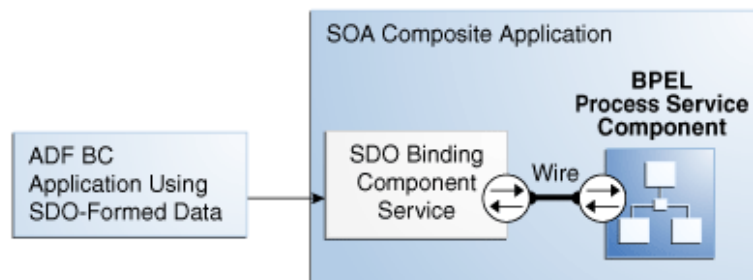 SOA Composite Application
BPEL
Process Service
Component
ADF BC
Application Using
SDO-Formed Data
SDO Binding
Component
Service
Wire